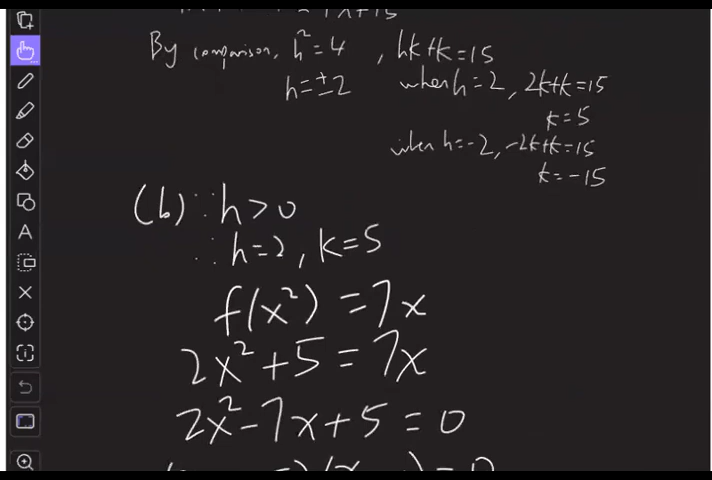 By comparison, h² = 4 , hk+k=15
h=±2 when h=2, 2k+k=15
k=5
when h=-2, -2k+k=15
k=-15
(b) ∵ h>0
∴ h=2, k=5
f(x²) = 7x
2x² + 5 = 7x
2x² - 7x + 5 = 0